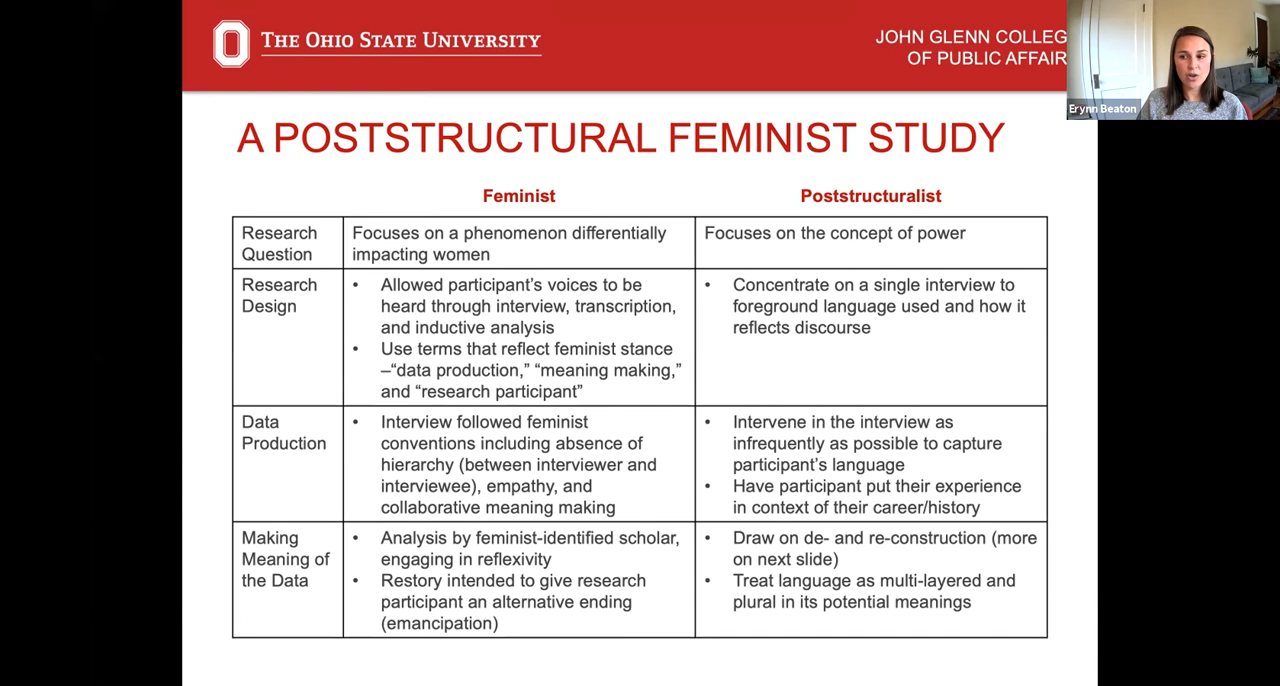 THE OHIO STATE UNIVERSITY
JOHN GLENN COLLEG
OF PUBLIC AFFAIR
Erynn Beaton
A POSTSTRUCTURAL FEMINIST STUDY
Feminist
Poststructuralist
Research
Question
Focuses on a phenomenon differentially
impacting women
Focuses on the concept of power
Research
Design
• Allowed participant's voices to be
heard through interview, transcription,
and inductive analysis
• Use terms that reflect feminist stance
–“data production,” “meaning making,”
and “research participant”
• Concentrate on a single interview to
foreground language used and how it
reflects discourse
Data
Production
• Interview followed feminist
conventions including absence of
hierarchy (between interviewer and
interviewee), empathy, and
collaborative meaning making
• Intervene in the interview as
infrequently as possible to capture
participant's language
• Have participant put their experience
in context of their career/history
Making
Meaning of
the Data
• Analysis by feminist-identified scholar,
engaging in reflexivity
• Restory intended to give research
participant an alternative ending
(emancipation)
• Draw on de- and re-construction (more
on next slide)
• Treat language as multi-layered and
plural in its potential meanings